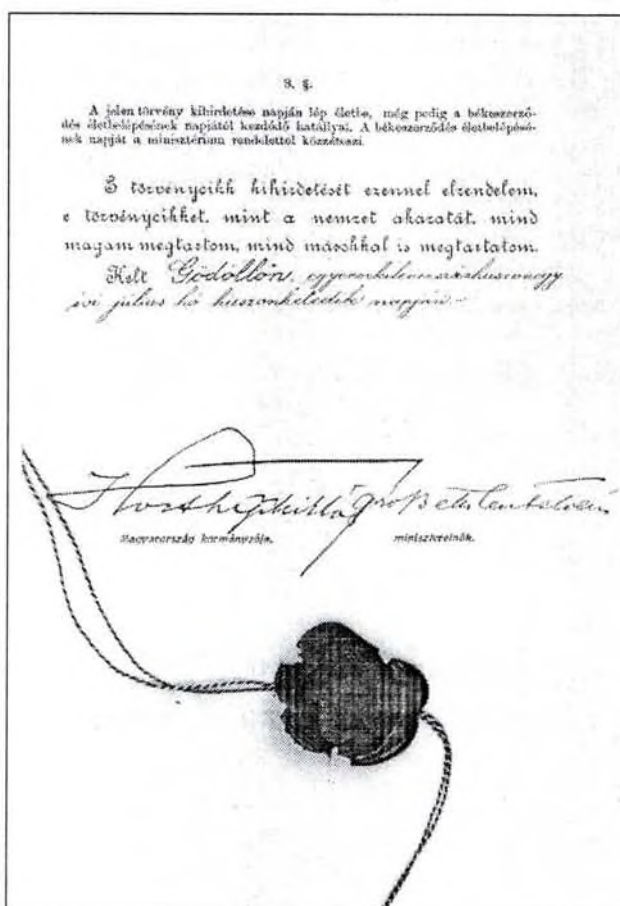 3. §.
A jelen törvény kihirdetése napján lép életbe, még pedig a békeszerző-
dés életbelépésének napjától kezdődő hatállyal. A békeszerződés életbelépésé-
nek napját a minisztérium rendelettel közzéteszi.
E törvénycikk kihirdetését ezennel elrendelem,
e törvénycikket, mint a nemzet akaratát, mind
magam megtartom, mind másokkal is megtartatom.
Kelt Gödöllőn, egyezerkilencszázhuszonegy
évi július hó huszonhetedik napján.-
Horthy Miklós gróf Bethlen István
Magyarország kormányzója. miniszterelnök.